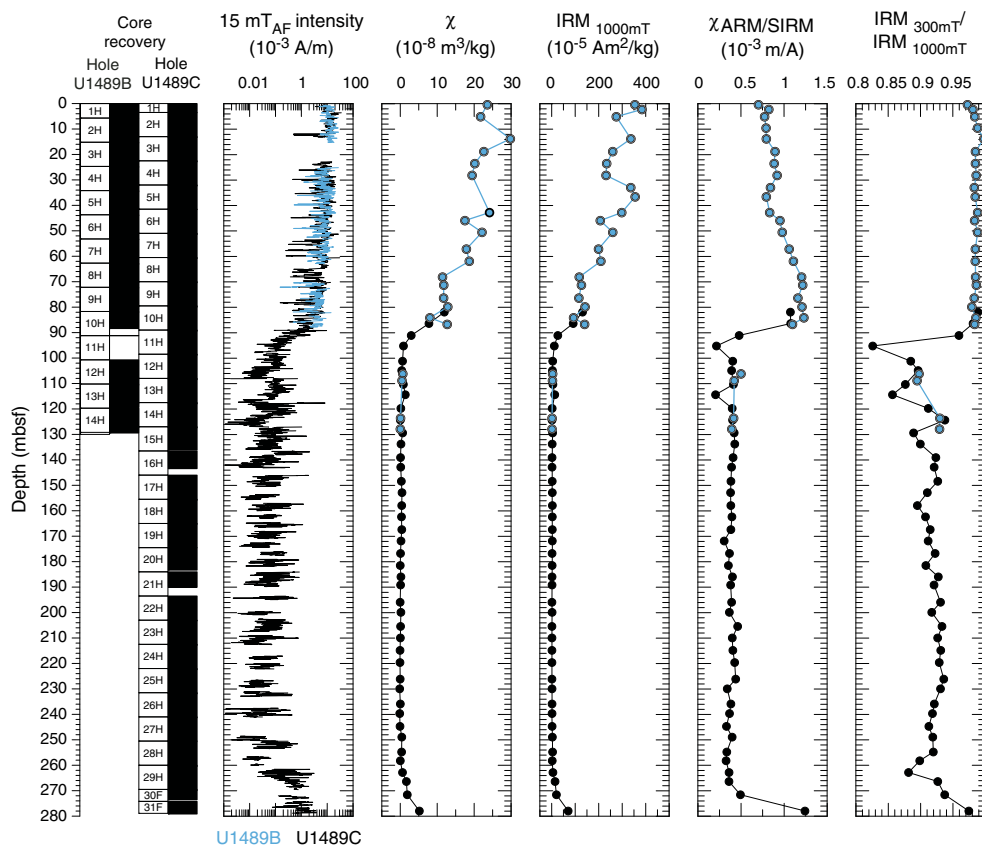 Core
recovery
Hole
U1489B
Hole
U1489C
15 mT AF intensity
(10-3 A/m)
χ
(10-8 m3/kg)
IRM 1000mT
(10-5 Am2/kg)
χARM/SIRM
(10-3 m/A)
IRM 300mT/
IRM 1000mT
0.01 1 100
0 10 20 30
0 200 400
0 0.5 1 1.5
0.8 0.85 0.9 0.95
Depth (mbsf)
0
10
20
30
40
50
60
70
80
90
100
110
120
130
140
150
160
170
180
190
200
210
220
230
240
250
260
270
280
1H
2H
3H
4H
5H
6H
7H
8H
9H
10H
11H
12H
13H
14H
1H
2H
3H
4H
5H
6H
7H
8H
9H
10H
11H
12H
13H
14H
15H
16H
17H
18H
19H
20H
21H
22H
23H
24H
25H
26H
27H
28H
29H
30F
31F
U1489B U1489C